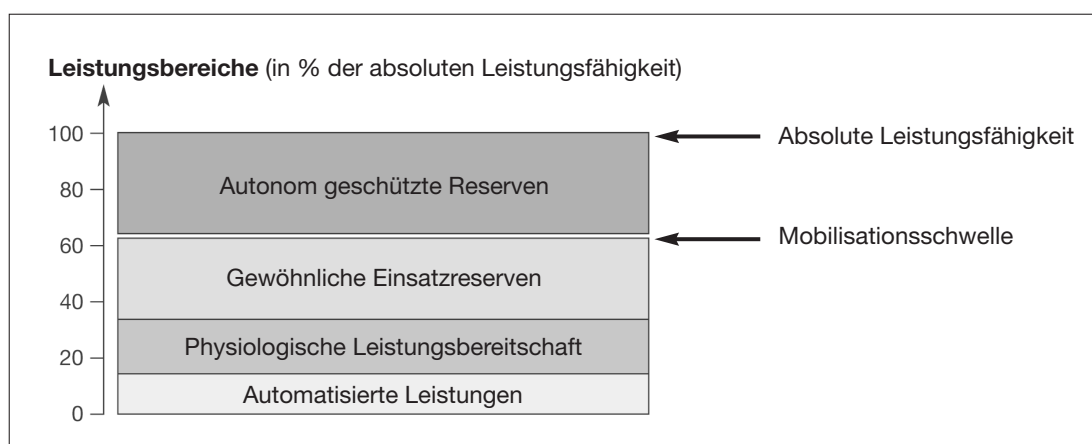 Leistungsbereiche (in % der absoluten Leistungsfähigkeit)
100
Absolute Leistungsfähigkeit
Autonom geschützte Reserven
80
60
Mobilisationsschwelle
Gewöhnliche Einsatzreserven
40
Physiologische Leistungsbereitschaft
20
Automatisierte Leistungen
0